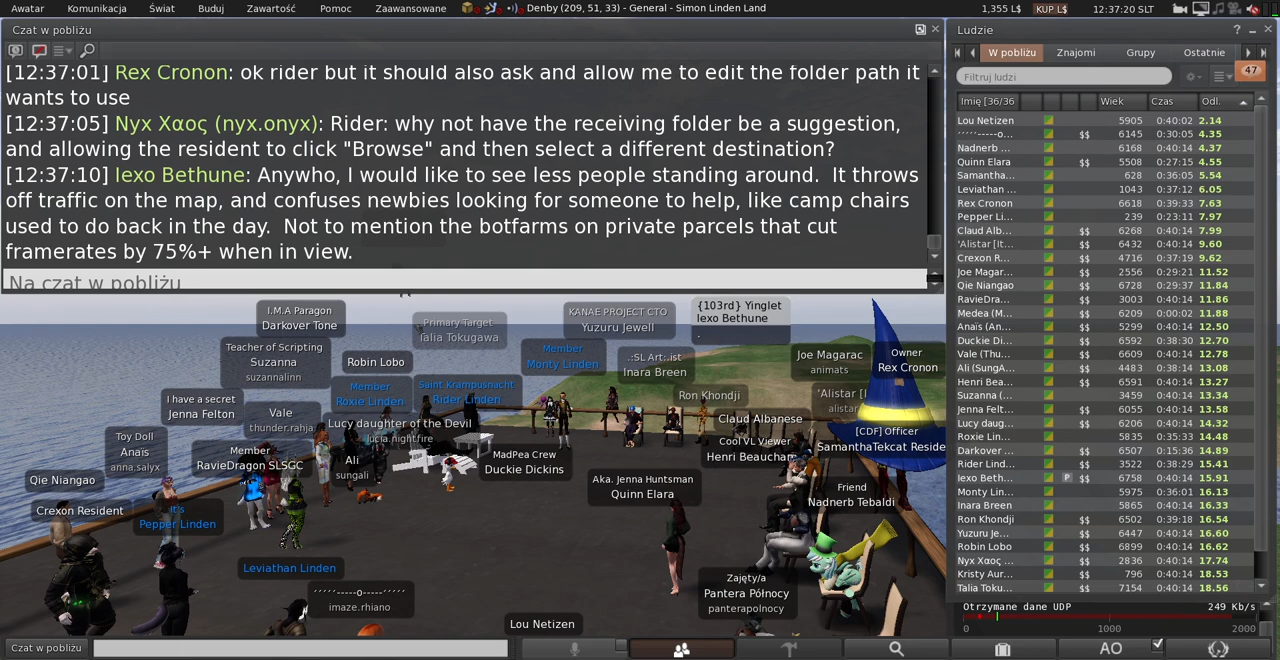 Awatar Komunikacja Świat Buduj Zawartość Pomoc Zaawansowane Denby (209, 51, 33) - General - Simon Linden Land 1,355 L$ KUP L$ 12:37:20 SLT
Czat w pobliżu
[12:37:01] Rex Cronon: ok rider but it should also ask and allow me to edit the folder path it
wants to use
[12:37:05] Nyx Χαος (nyx.onyx): Rider: why not have the receiving folder be a suggestion,
and allowing the resident to click "Browse" and then select a different destination?
[12:37:10] Iexo Bethune: Anywho, I would like to see less people standing around.  It throws
off traffic on the map, and confuses newbies looking for someone to help, like camp chairs
used to do back in the day.  Not to mention the botfarms on private parcels that cut
framerates by 75%+ when in view.
Na czat w pobliżu
I.M.A Paragon
Darkover Tone
Primary Target
Talia Tokugawa
KANAE PROJECT CTO
Yuzuru Jewell
{103rd} Yinglet
Iexo Bethune
.
Teacher of Scripting
Suzanna
suzannalinn
Robin Lobo
Member
Monty Linden
.:SL Art:.ist
Inara Breen
Joe Magarac
animats
Owner
Rex Cronon
Member
Roxie Linden
Saint Krampusnacht
Rider Linden
Ron Khondji
'Alistar [I
alistar
I have a secret
Jenna Felton
Vale
thunder.rahja
Lucy daughter of the Devil
lucia.nightfire
Claud Albanese
[CDF] Officer
SamanthaTekcat Reside
Toy Doll
Anais
anna.salyx
Member
RavieDragon SLSGC
Ali
sungali
MadPea Crew
Duckie Dickins
Cool VL Viewer
Henri Beauchamp
Qie Niangao
Aka. Jenna Huntsman
Quinn Elara
Friend
Nadhert Tebaldi
Crexon Resident
It's
Pepper Linden
Leviathan Linden
´´´´´-----o-----´´´´´
imaze.rhiano
Zajęty/a
Pantera Północy
panterapolnocy
Lou Netizen
Czat w pobliżu
AO
Ludzie
W pobliżu Znajomi Grupy Ostatnie
Filtruj ludzi
47
Imię [36/36 Wiek Czas Odl.
Lou Netizen 5905 0:40:02 2.14
´´´´´-----o... $$ 6145 0:30:05 4.35
Nadnerb ... 6168 0:40:14 4.37
Quinn Elara $$ 5508 0:27:15 4.55
Samantha... 628 0:36:05 5.54
Leviathan ... 1043 0:37:12 6.05
Rex Cronon 6618 0:39:33 7.63
Pepper Li... 239 0:23:11 7.97
Claud Alb... $$ 6268 0:40:14 7.99
'Alistar [It... $$ 6432 0:40:14 9.60
Crexon R... $$ 4716 0:37:19 9.62
Joe Magar... 2556 0:29:21 11.52
Qie Niangao $$ 6728 0:29:37 11.84
RavieDra... $$ 3003 0:40:14 11.86
Medea (M... $$ 6209 0:00:02 11.88
Anais (An... $$ 5299 0:40:14 12.50
Duckie Di... $$ 6592 0:38:30 12.70
Vale (Thu... $$ 6609 0:40:14 12.78
Ali (SungA... $$ 4483 0:38:14 13.08
Henri Bea... $$ 6591 0:40:14 13.27
Suzanna (... $$ 3459 0:40:14 13.34
Jenna Felt... $$ 6055 0:40:14 13.58
Lucy daug... $$ 6206 0:40:14 14.32
Roxie Lin... 5835 0:35:33 14.48
Darkover ... $$ 6507 0:15:36 14.89
Rider Lind... $$ 3522 0:38:29 15.41
Iexo Beth... P $$ 6758 0:40:14 15.91
Monty Lin... 5975 0:36:01 16.13
Inara Breen 5865 0:40:14 16.33
Ron Khondji $$ 6502 0:39:18 16.54
Yuzuru Je... $$ 6447 0:40:14 16.60
Robin Lobo $$ 6899 0:40:14 16.62
Nyx Χαος ... $$ 2836 0:40:14 17.74
Kristy Aur... $$ 796 0:40:14 18.53
Talia Toku... $$ 7154 0:40:14 18.56
Otrzymane dane UDP 249 Kb/s
0 1000 2000